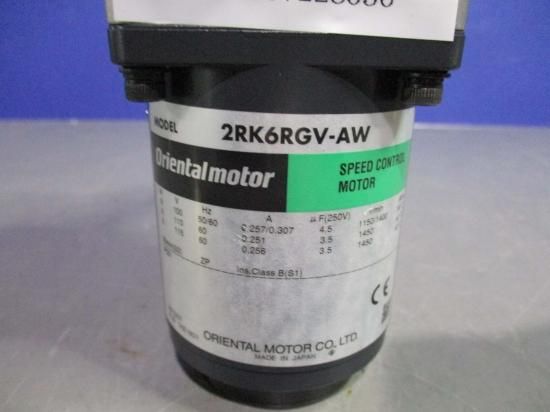 MODEL 2RK6RGV-AW
Orientalmotor
SPEED CONTROL
MOTOR
V Hz A μF(250V) r/min
100 50/60 0.257/0.307 4.5 1150/1400
110 60 0.251 3.5 1450
115 60 0.256 3.5 1450
ZP
Ins.Class B(S1)
CE
ORIENTAL MOTOR CO., LTD.
MADE IN JAPAN